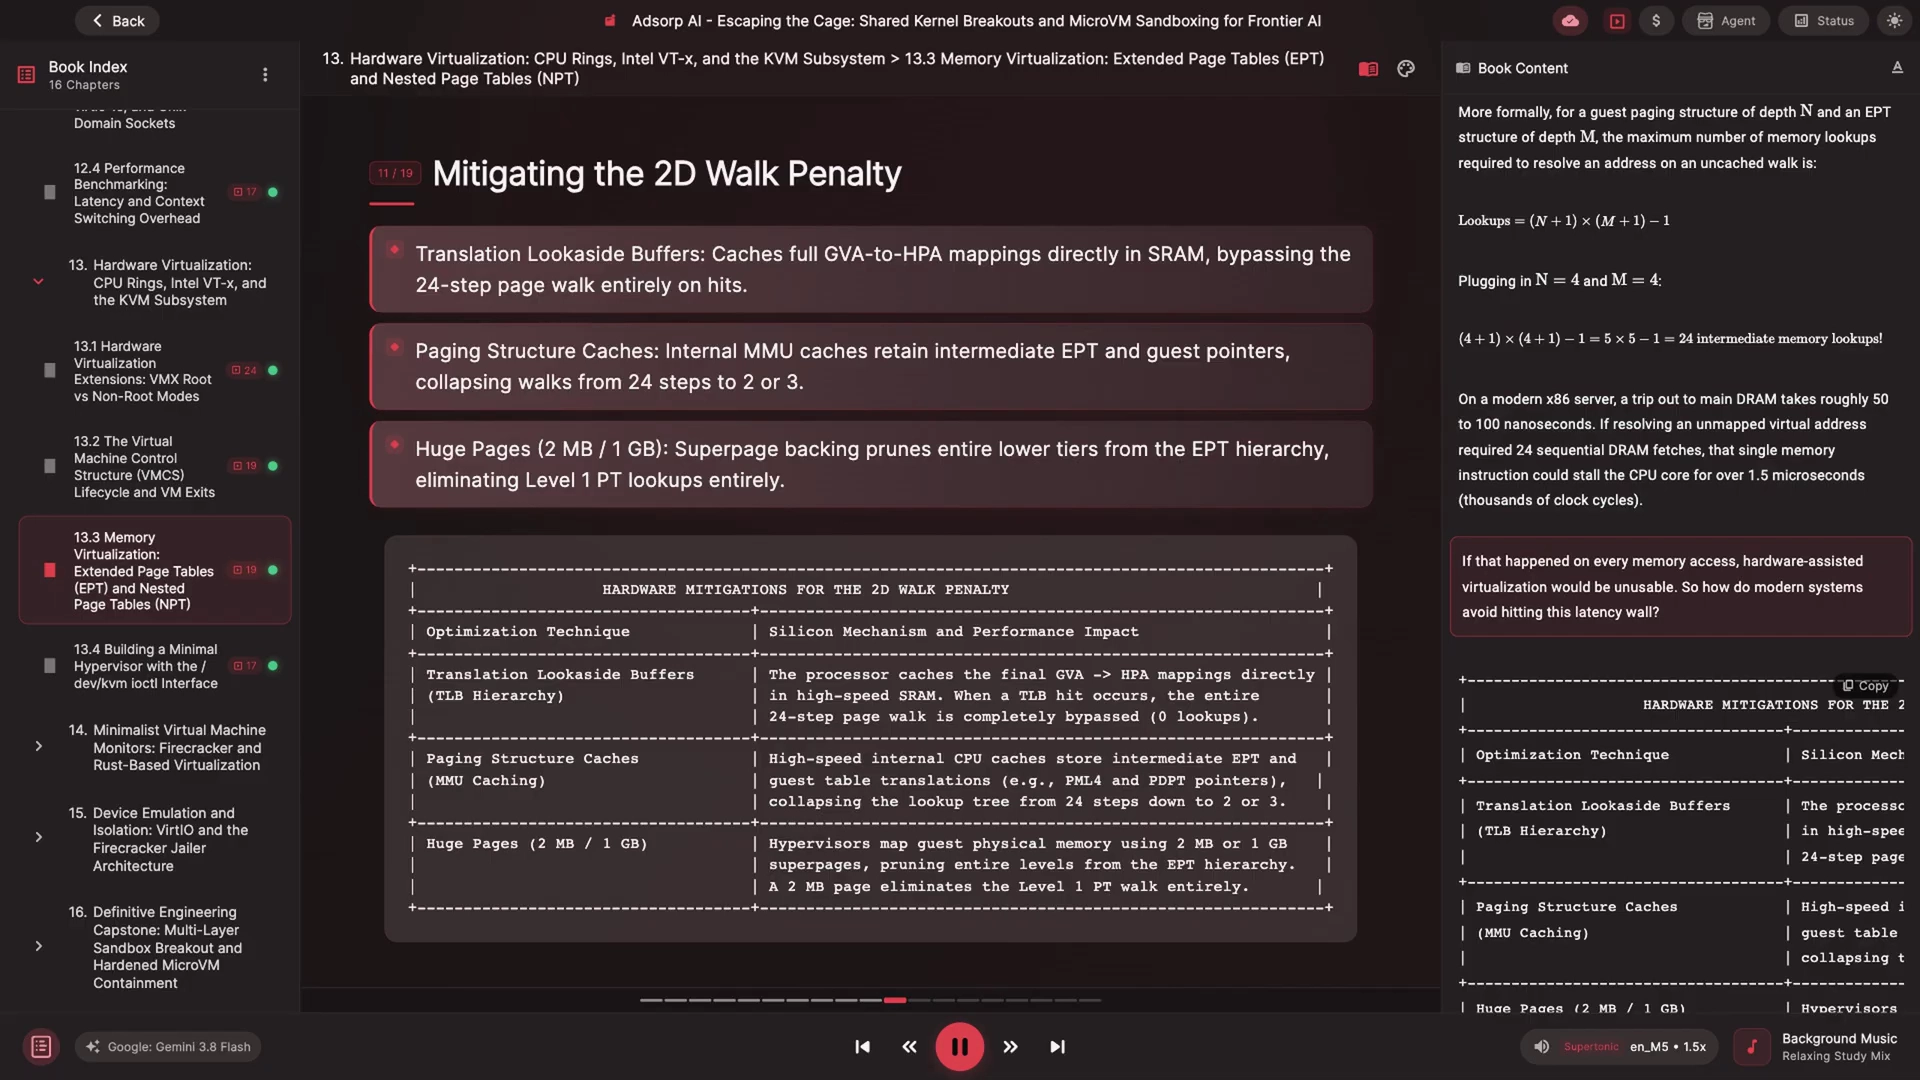 Back
Adsorp AI - Escaping the Cage: Shared Kernel Breakouts and MicroVM Sandboxing for Frontier AI
$
Agent
Status
Book Index
16 Chapters
Domain Sockets
12.4 Performance
Benchmarking:
Latency and Context
Switching Overhead
17
13. Hardware Virtualization:
CPU Rings, Intel VT-x, and
the KVM Subsystem
13.1 Hardware
Virtualization
Extensions: VMX Root
vs Non-Root Modes
24
13.2 The Virtual
Machine Control
Structure (VMCS)
Lifecycle and VM Exits
19
13.3 Memory
Virtualization:
Extended Page Tables
(EPT) and Nested
Page Tables (NPT)
19
13.4 Building a Minimal
Hypervisor with the /
dev/kvm ioctl Interface
17
14. Minimalist Virtual Machine
Monitors: Firecracker and
Rust-Based Virtualization
15. Device Emulation and
Isolation: VirtIO and the
Firecracker Jailer
Architecture
16. Definitive Engineering
Capstone: Multi-Layer
Sandbox Breakout and
Hardened MicroVM
Containment
Google: Gemini 3.8 Flash
13. Hardware Virtualization: CPU Rings, Intel VT-x, and the KVM Subsystem > 13.3 Memory Virtualization: Extended Page Tables (EPT)
and Nested Page Tables (NPT)
11 / 19
Mitigating the 2D Walk Penalty
Translation Lookaside Buffers: Caches full GVA-to-HPA mappings directly in SRAM, bypassing the
24-step page walk entirely on hits.
Paging Structure Caches: Internal MMU caches retain intermediate EPT and guest pointers,
collapsing walks from 24 steps to 2 or 3.
Huge Pages (2 MB / 1 GB): Superpage backing prunes entire lower tiers from the EPT hierarchy,
eliminating Level 1 PT lookups entirely.
HARDWARE MITIGATIONS FOR THE 2D WALK PENALTY
Optimization Technique | Silicon Mechanism and Performance Impact
Translation Lookaside Buffers | The processor caches the final GVA -> HPA mappings directly
(TLB Hierarchy) | in high-speed SRAM. When a TLB hit occurs, the entire
| 24-step page walk is completely bypassed (0 lookups).
Paging Structure Caches | High-speed internal CPU caches store intermediate EPT and
(MMU Caching) | guest table translations (e.g., PML4 and PDPT pointers),
| collapsing the lookup tree from 24 steps down to 2 or 3.
Huge Pages (2 MB / 1 GB) | Hypervisors map guest physical memory using 2 MB or 1 GB
| superpages, pruning entire levels from the EPT hierarchy.
| A 2 MB page eliminates the Level 1 PT walk entirely.
Book Content
More formally, for a guest paging structure of depth N and an EPT
structure of depth M, the maximum number of memory lookups
required to resolve an address on an uncached walk is:
Lookups = (N + 1) × (M + 1) − 1
Plugging in N = 4 and M = 4:
(4 + 1) × (4 + 1) − 1 = 5 × 5 − 1 = 24 intermediate memory lookups!
On a modern x86 server, a trip out to main DRAM takes roughly 50
to 100 nanoseconds. If resolving an unmapped virtual address
required 24 sequential DRAM fetches, that single memory
instruction could stall the CPU core for over 1.5 microseconds
(thousands of clock cycles).
If that happened on every memory access, hardware-assisted
virtualization would be unusable. So how do modern systems
avoid hitting this latency wall?
Copy
HARDWARE MITIGATIONS FOR THE 2
Optimization Technique | Silicon Mech
Translation Lookaside Buffers | The processo
(TLB Hierarchy) | in high-spee
| 24-step page
Paging Structure Caches | High-speed i
(MMU Caching) | guest table
| collapsing t
Huge Pages (2 MB / 1 GB) | Hypervisors
Supertonic en_M5 • 1.5x
Background Music
Relaxing Study Mix